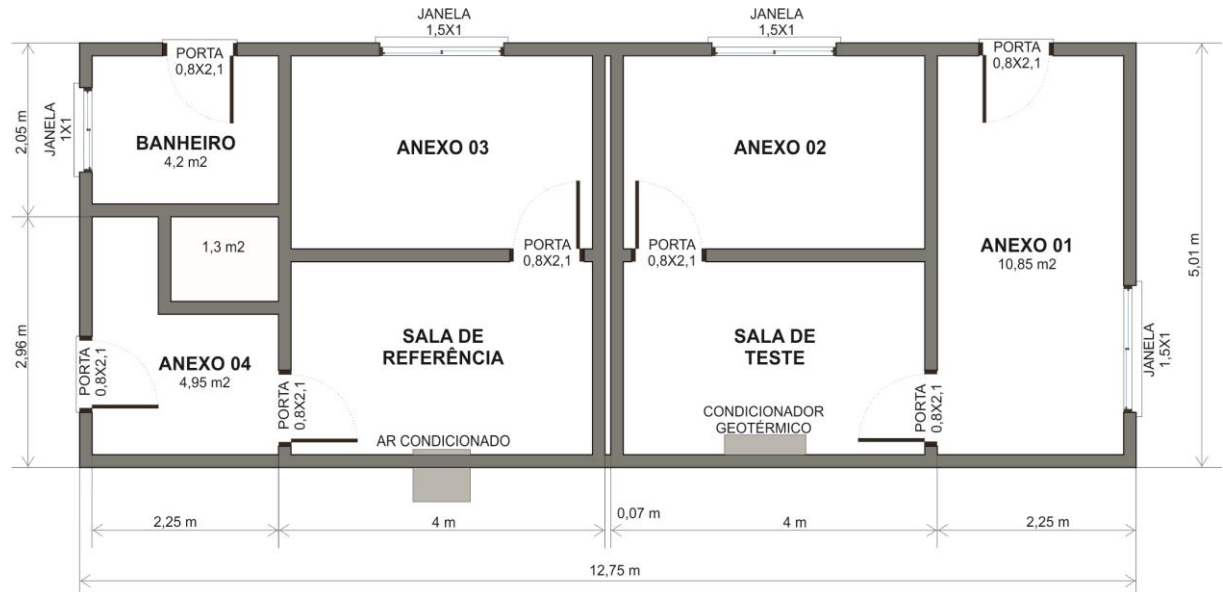 JANELA
1,5X1
JANELA
1,5X1
PORTA
0,8X2,1
PORTA
0,8X2,1
2,05 m
JANELA
1X1
BANHEIRO
4,2 m2
ANEXO 03
ANEXO 02
1,3 m2
PORTA
0,8X2,1
PORTA
0,8X2,1
ANEXO 01
10,85 m2
5,01 m
2,96 m
PORTA
0,8X2,1
ANEXO 04
4,95 m2
PORTA
0,8X2,1
SALA DE
REFERÊNCIA
SALA DE
TESTE
PORTA
0,8X2,1
JANELA
1,5X1
AR CONDICIONADO
CONDICIONADOR
GEOTÉRMICO
2,25 m
4 m
0,07 m
4 m
2,25 m
12,75 m